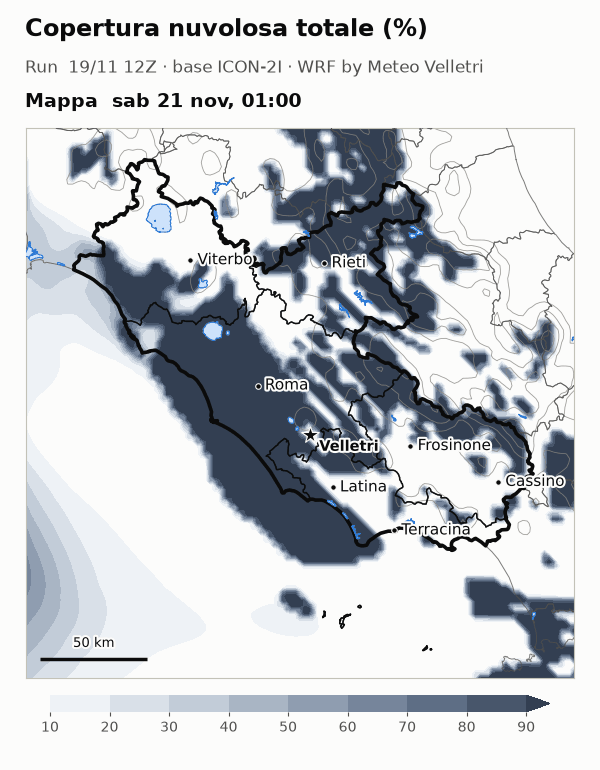 Copertura nuvolosa totale (%)
Run  19/11 12Z · base ICON-2I · WRF by Meteo Velletri
Mappa  sab 21 nov, 01:00
Viterbo
Rieti
Roma
Velletri
Frosinone
Latina
Cassino
Terracina
50 km
10 20 30 40 50 60 70 80 90